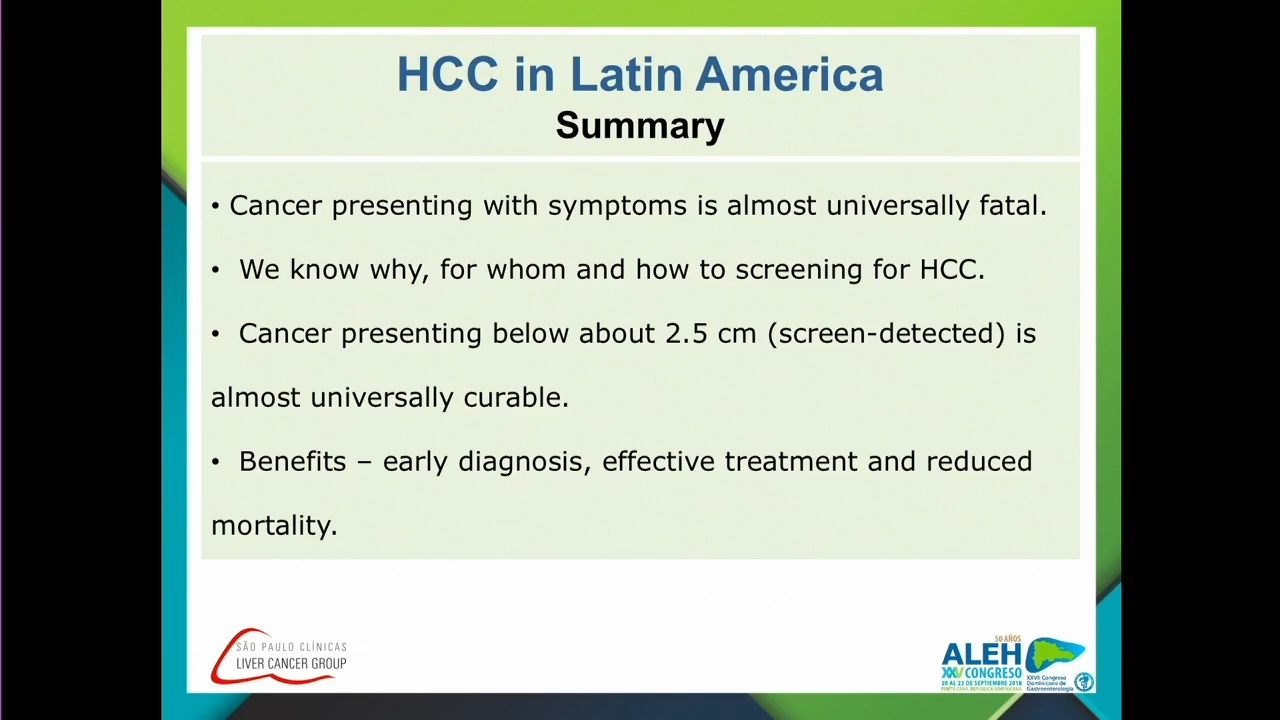 HCC in Latin America
Summary
• Cancer presenting with symptoms is almost universally fatal.
• We know why, for whom and how to screening for HCC.
• Cancer presenting below about 2.5 cm (screen-detected) is
almost universally curable.
• Benefits – early diagnosis, effective treatment and reduced
mortality.
SÃO PAULO CLÍNICAS
LIVER CANCER GROUP
50 AÑOS
ALEH
XXV CONGRESO
20 AL 23 DE SEPTIEMBRE 2018
PUNTA CANA, REPÚBLICA DOMINICANA
XXVII Congreso
Dominicano de
Gastroenterología